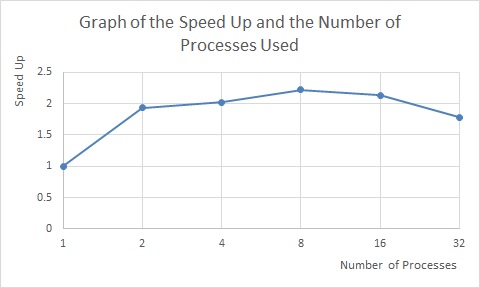 Graph of the Speed Up and the Number of
Processes Used
Speed Up
2.5
2
1.5
1
0.5
0
1 2 4 8 16 32
Number of Processes